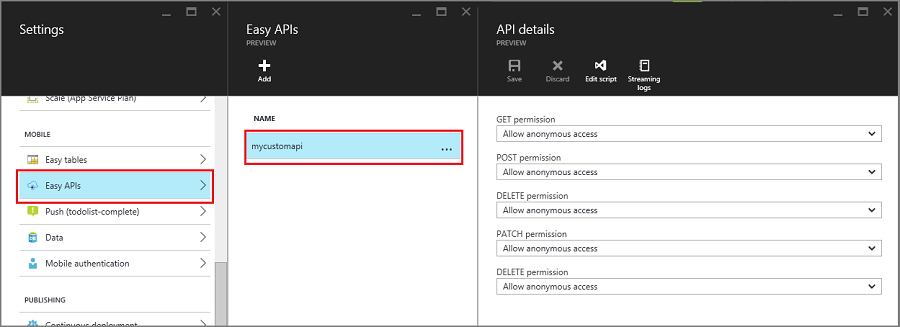 Settings
Scale (App Service Plan)
MOBILE
Easy tables
Easy APIs
Push (todolist-complete)
Data
Mobile authentication
PUBLISHING
Continuous deployment
Easy APIs
PREVIEW
Add
NAME
mycustomapi
...
API details
PREVIEW
Save
Discard
Edit script
Streaming
logs
GET permission
Allow anonymous access
POST permission
Allow anonymous access
DELETE permission
Allow anonymous access
PATCH permission
Allow anonymous access
DELETE permission
Allow anonymous access